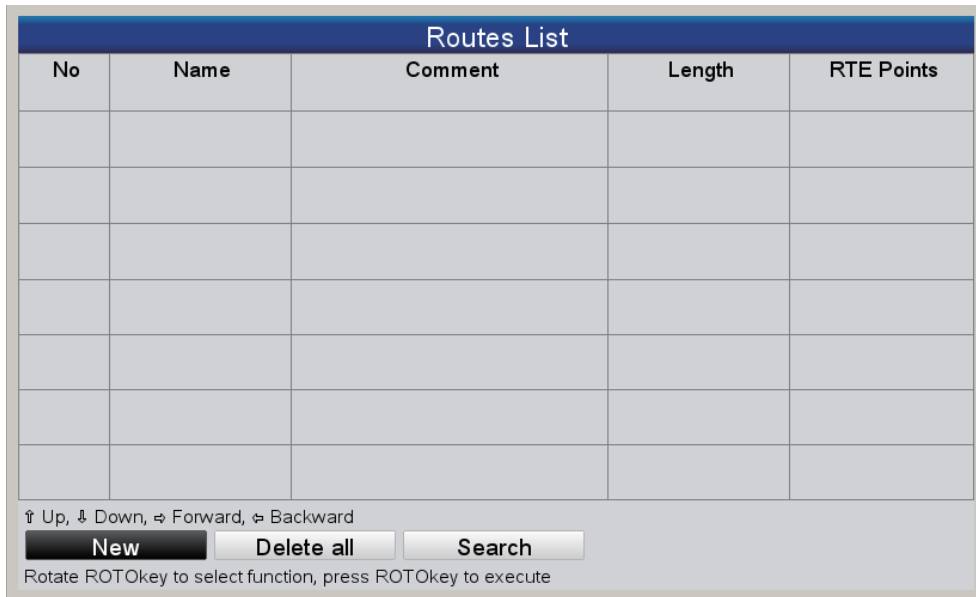 Routes List
No Name Comment Length RTE Points
⇧ Up, ⇩ Down, ⇨ Forward, ⇦ Backward
New Delete all Search
Rotate ROTOkey to select function, press ROTOkey to execute